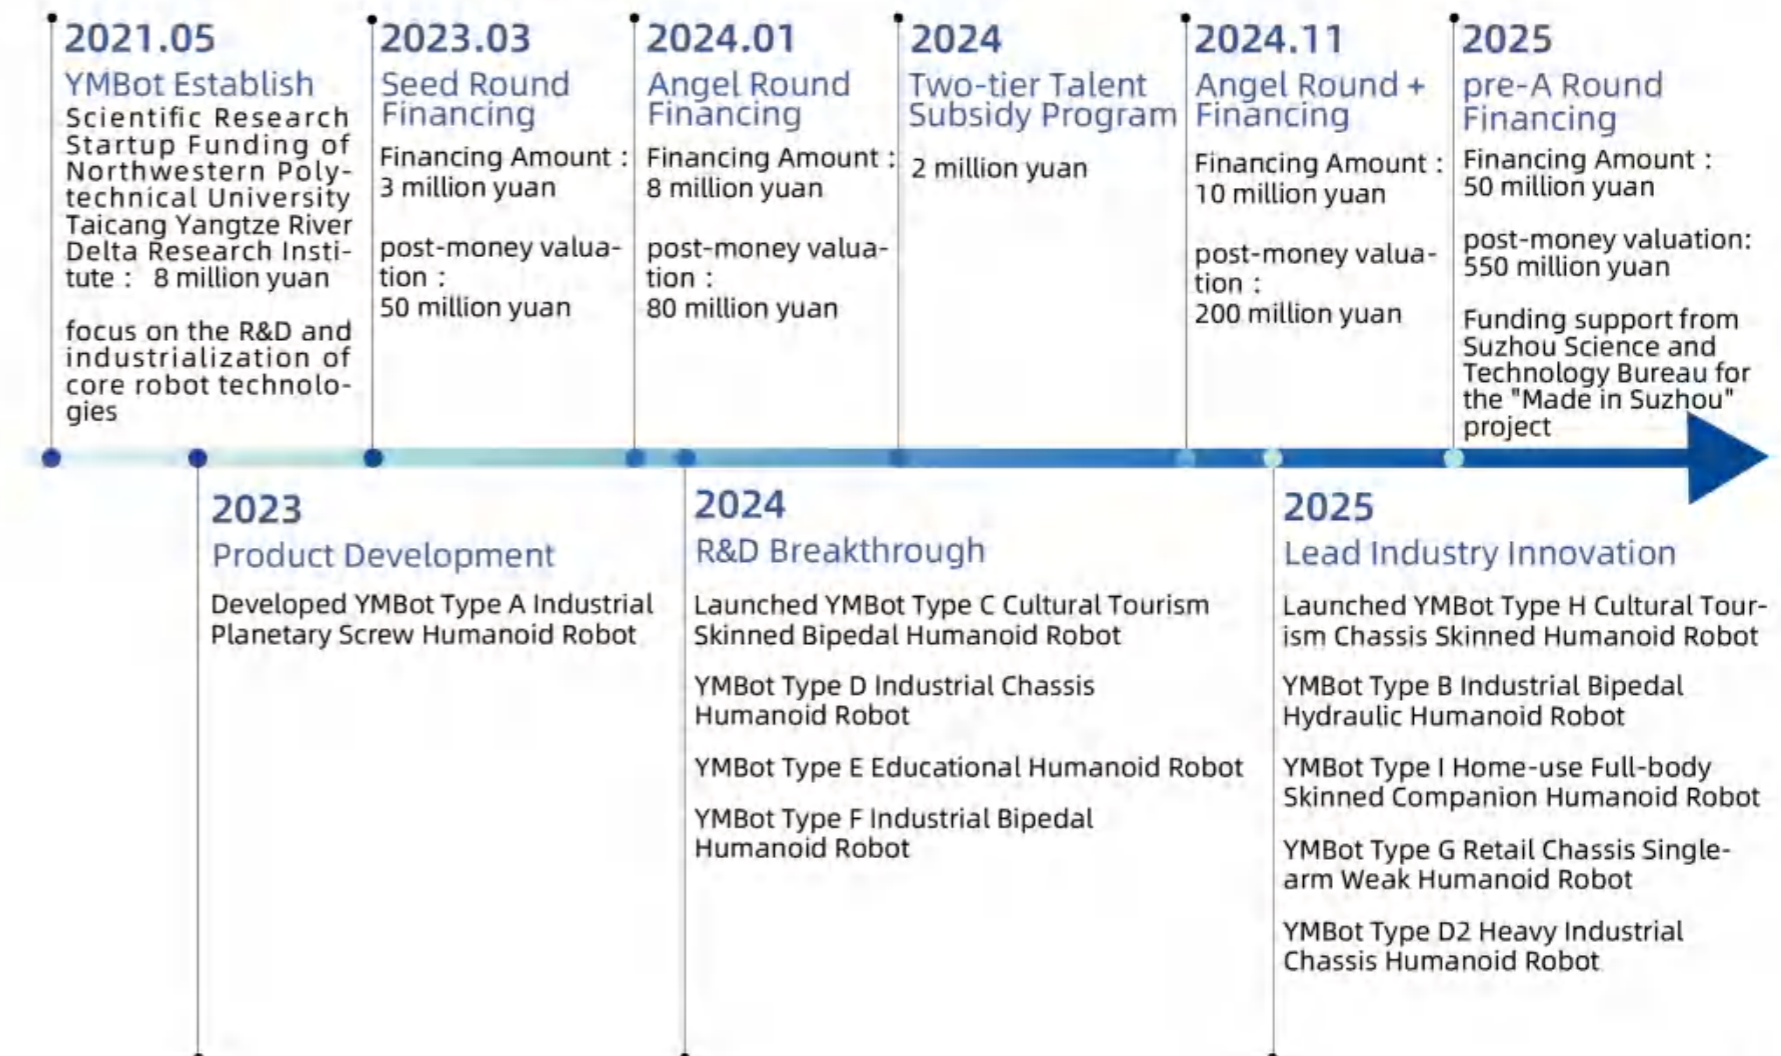 2021.05
YMBot Establish
Scientific Research
Startup Funding of
Northwestern Poly-
technical University
Taicang Yangtze River
Delta Research Insti-
tute： 8 million yuan
focus on the R&D and
industrialization of
core robot technolo-
gies
2023.03
Seed Round
Financing
Financing Amount：
3 million yuan
post-money valua-
tion：
50 million yuan
2024.01
Angel Round
Financing
Financing Amount：
8 million yuan
post-money valua-
tion：
80 million yuan
2024
Two-tier Talent
Subsidy Program
2 million yuan
2024.11
Angel Round +
Financing
Financing Amount：
10 million yuan
post-money valua-
tion：
200 million yuan
2025
pre-A Round
Financing
Financing Amount：
50 million yuan
post-money valuation:
550 million yuan
Funding support from
Suzhou Science and
Technology Bureau for
the "Made in Suzhou"
project
2023
Product Development
Developed YMBot Type A Industrial
Planetary Screw Humanoid Robot
2024
R&D Breakthrough
Launched YMBot Type C Cultural Tourism
Skinned Bipedal Humanoid Robot
YMBot Type D Industrial Chassis
Humanoid Robot
YMBot Type E Educational Humanoid Robot
YMBot Type F Industrial Bipedal
Humanoid Robot
2025
Lead Industry Innovation
Launched YMBot Type H Cultural Tour-
ism Chassis Skinned Humanoid Robot
YMBot Type B Industrial Bipedal
Hydraulic Humanoid Robot
YMBot Type I Home-use Full-body
Skinned Companion Humanoid Robot
YMBot Type G Retail Chassis Single-
arm Weak Humanoid Robot
YMBot Type D2 Heavy Industrial
Chassis Humanoid Robot